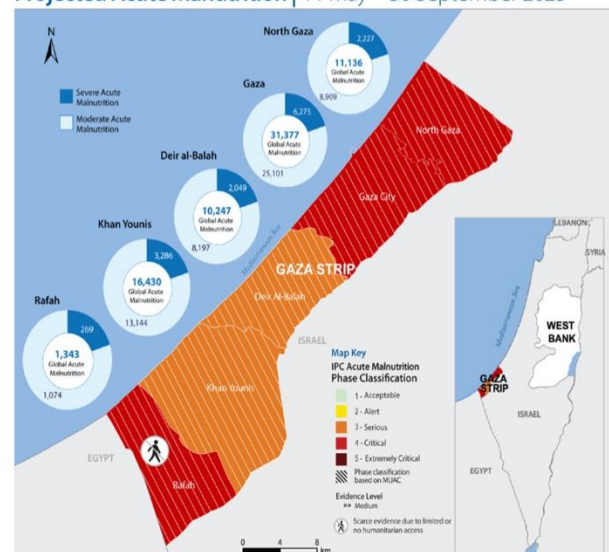 N
North Gaza
2,227
11,136
Global Acute
Malnutrition
8,909
Severe Acute
Malnutrition
Moderate Acute
Malnutrition
Gaza
6,275
31,377
Global Acute
Malnutrition
25,101
Deir al-Balah
2,049
10,247
Global Acute
Malnutrition
8,197
Khan Younis
3,286
16,430
Global Acute
Malnutrition
13,144
Rafah
269
1,343
Global Acute
Malnutrition
1,074
North Gaza
Gaza City
Mediterranean Sea
GAZA STRIP
Deir Al-Balah
ISRAEL
Khan Younis
EGYPT
Rafah
Map Key
IPC Acute Malnutrition
Phase Classification
1 - Acceptable
2 - Alert
3 - Serious
4 - Critical
5 - Extremely Critical
Phase classification
based on MUAC
Evidence Level
** Medium
Scarce evidence due to limited or
no humanitarian access
0 4 8
km
LEBANON
SYRIA
Mediterranean Sea
WEST
BANK
GAZA
STRIP
ISRAEL
EGYPT